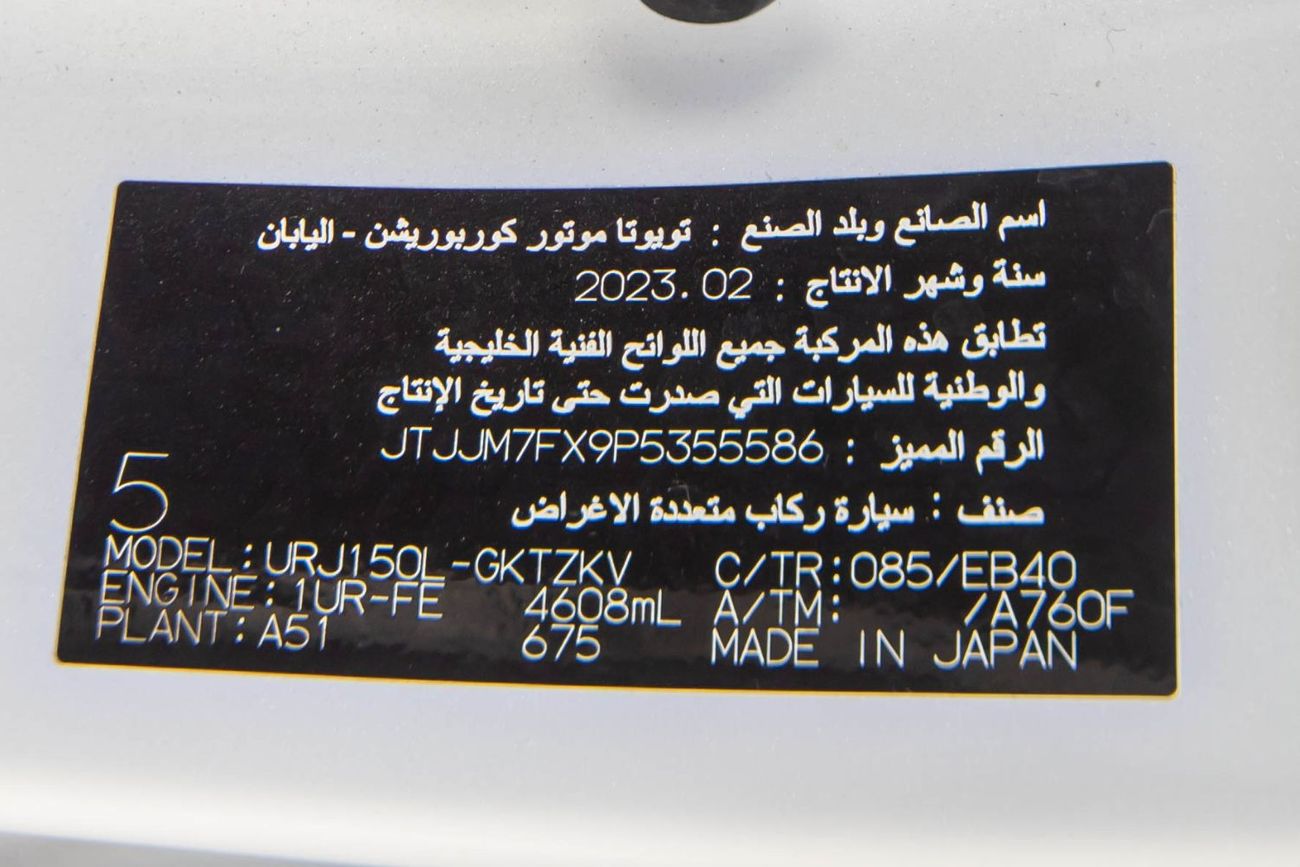 اسم الصانع وبلد الصنع : تويوتا موتور كوربوريشن - اليابان
سنة وشهر الانتاج : 2023.02
تطابق هذه المركبة جميع اللوائح الفنية الخليجية
والوطنية للسيارات التي صدرت حتى تاريخ الإنتاج
الرقم المميز : JTJJM7FX9P5355586
صنف : سيارة ركاب متعددة الاغراض
5
MODEL:URJ150L-GKTZKV C/TR:085/EB40
ENGINE:1UR-FE 4608mL A/TM: /A760F
PLANT:A51 675 MADE IN JAPAN